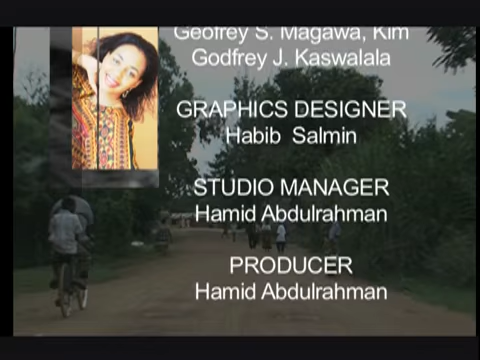 Geofrey S. Magawa, Kim
Godfrey J. Kaswalala
GRAPHICS DESIGNER
Habib Salmin
STUDIO MANAGER
Hamid Abdulrahman
PRODUCER
Hamid Abdulrahman